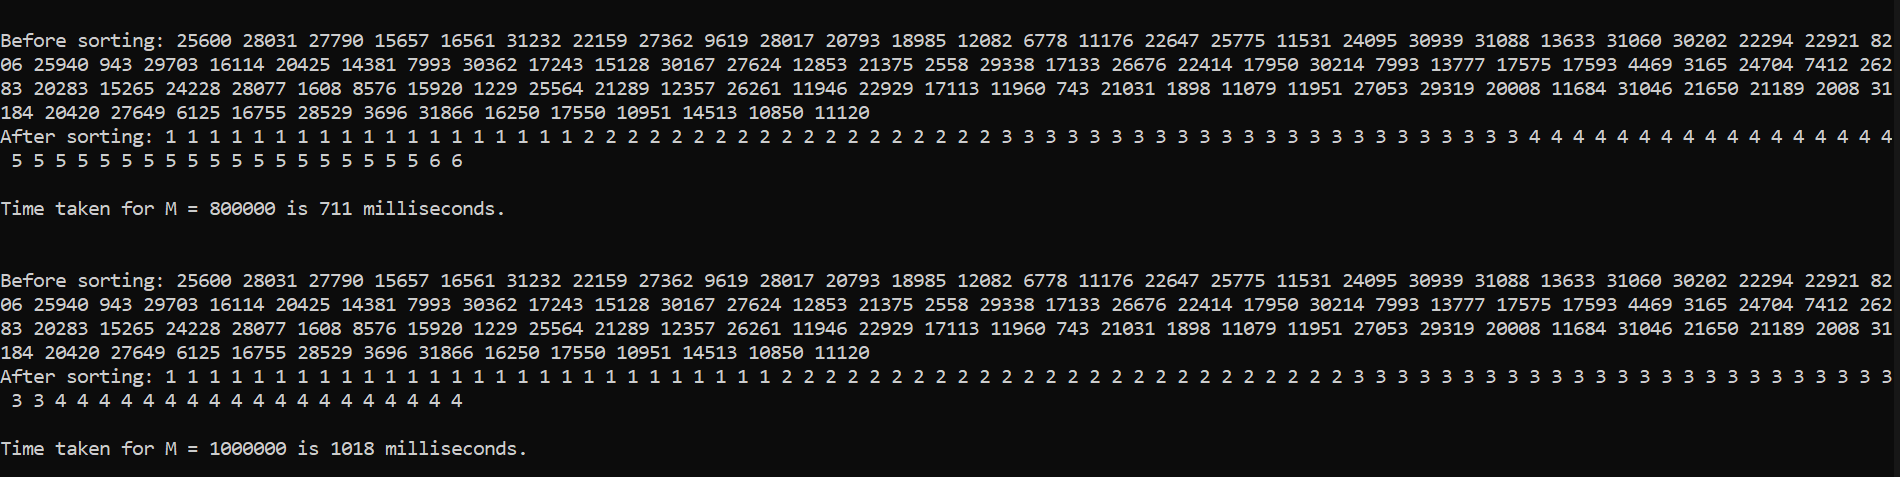 Before sorting: 25600 28031 27790 15657 16561 31232 22159 27362 9619 28017 20793 18985 12082 6778 11176 22647 25775 11531 24095 30939 31088 13633 31060 30202 22294 22921 82
06 25940 943 29703 16114 20425 14381 7993 30362 17243 15128 30167 27624 12853 21375 2558 29338 17133 26676 22414 17950 30214 7993 13777 17575 17593 4469 3165 24704 7412 262
83 20283 15265 24228 28077 1608 8576 15920 1229 25564 21289 12357 26261 11946 22929 17113 11960 743 21031 1898 11079 11951 27053 29319 20008 11684 31046 21650 21189 2008 31
184 20420 27649 6125 16755 28529 3696 31866 16250 17550 10951 14513 10850 11120
After sorting: 1 1 1 1 1 1 1 1 1 1 1 1 1 1 1 1 1 1 1 2 2 2 2 2 2 2 2 2 2 2 2 2 2 2 2 2 2 2 3 3 3 3 3 3 3 3 3 3 3 3 3 3 3 3 3 3 3 3 3 3 3 3 4 4 4 4 4 4 4 4 4 4 4 4 4 4 4 4 4
5 5 5 5 5 5 5 5 5 5 5 5 5 5 5 5 5 5 5 6 6
Time taken for M = 800000 is 711 milliseconds.
Before sorting: 25600 28031 27790 15657 16561 31232 22159 27362 9619 28017 20793 18985 12082 6778 11176 22647 25775 11531 24095 30939 31088 13633 31060 30202 22294 22921 82
06 25940 943 29703 16114 20425 14381 7993 30362 17243 15128 30167 27624 12853 21375 2558 29338 17133 26676 22414 17950 30214 7993 13777 17575 17593 4469 3165 24704 7412 262
83 20283 15265 24228 28077 1608 8576 15920 1229 25564 21289 12357 26261 11946 22929 17113 11960 743 21031 1898 11079 11951 27053 29319 20008 11684 31046 21650 21189 2008 31
184 20420 27649 6125 16755 28529 3696 31866 16250 17550 10951 14513 10850 11120
After sorting: 1 1 1 1 1 1 1 1 1 1 1 1 1 1 1 1 1 1 1 1 1 1 1 1 1 1 1 1 2 2 2 2 2 2 2 2 2 2 2 2 2 2 2 2 2 2 2 2 2 2 2 2 2 2 3 3 3 3 3 3 3 3 3 3 3 3 3 3 3 3 3 3 3 3 3 3 3 3 3
3 3 4 4 4 4 4 4 4 4 4 4 4 4 4 4 4 4 4 4 4
Time taken for M = 1000000 is 1018 milliseconds.